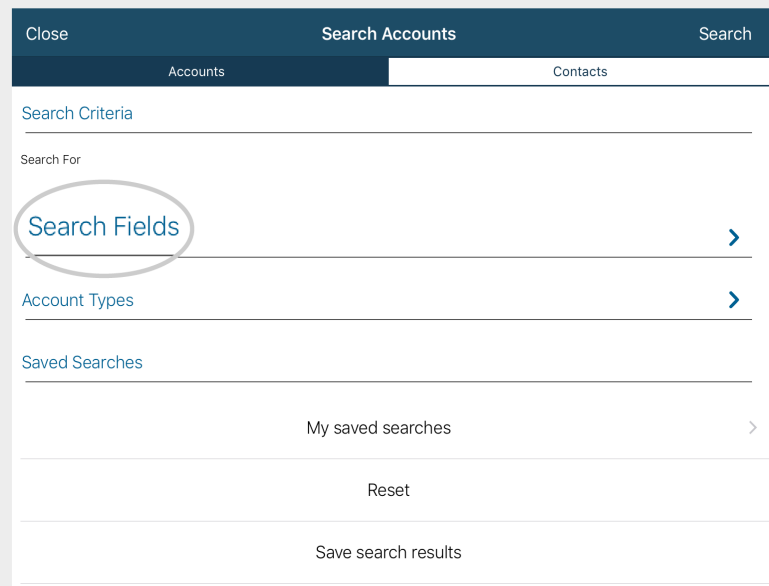 Close Search Accounts Search
Accounts Contacts
Search Criteria
Search For
Search Fields
Account Types
Saved Searches
My saved searches
Reset
Save search results